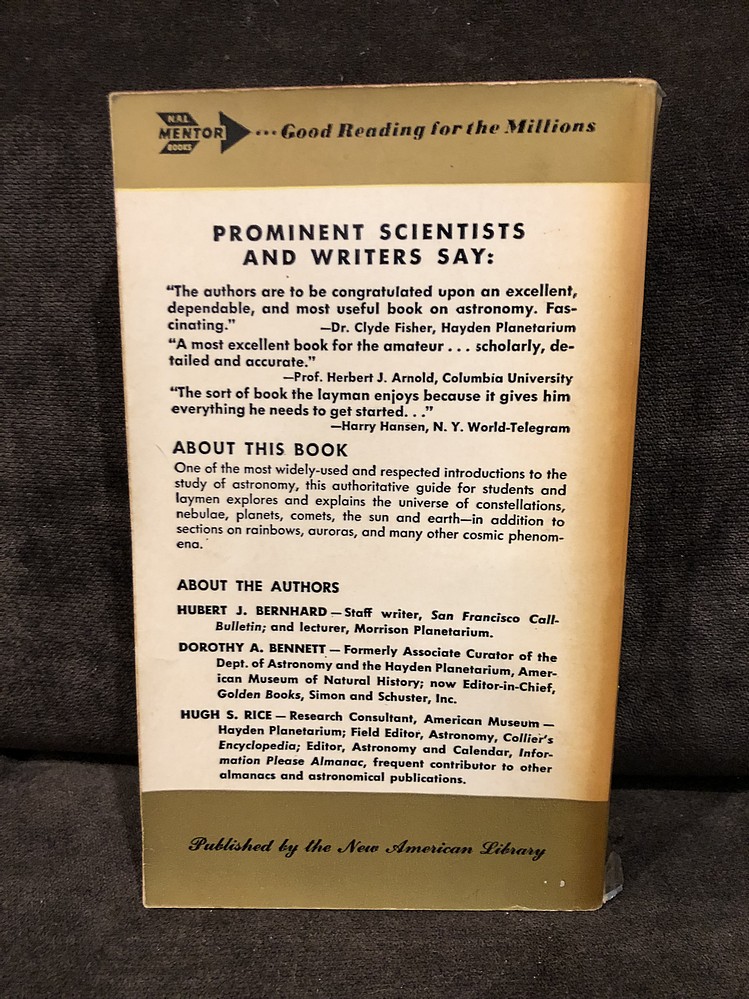 NAL
MENTOR
BOOKS
...Good Reading for the Millions
PROMINENT SCIENTISTS
AND WRITERS SAY:
“The authors are to be congratulated upon an excellent,
dependable, and most useful book on astronomy. Fas-
cinating.” —Dr. Clyde Fisher, Hayden Planetarium
“A most excellent book for the amateur . . . scholarly, de-
tailed and accurate.”
—Prof. Herbert J. Arnold, Columbia University
“The sort of book the layman enjoys because it gives him
everything he needs to get started. . .”
—Harry Hansen, N. Y. World-Telegram
ABOUT THIS BOOK
One of the most widely-used and respected introductions to the
study of astronomy, this authoritative guide for students and
laymen explores and explains the universe of constellations,
nebulae, planets, comets, the sun and earth—in addition to
sections on rainbows, auroras, and many other cosmic phenom-
ena.
ABOUT THE AUTHORS
HUBERT J. BERNHARD — Staff writer, San Francisco Call-
Bulletin; and lecturer, Morrison Planetarium.
DOROTHY A. BENNETT — Formerly Associate Curator of the
Dept. of Astronomy and the Hayden Planetarium, Amer-
ican Museum of Natural History; now Editor-in-Chief,
Golden Books, Simon and Schuster, Inc.
HUGH S. RICE — Research Consultant, American Museum —
Hayden Planetarium; Field Editor, Astronomy, Collier's
Encyclopedia; Editor, Astronomy and Calendar, Infor-
mation Please Almanac, frequent contributor to other
almanacs and astronomical publications.
Published by the New American Library